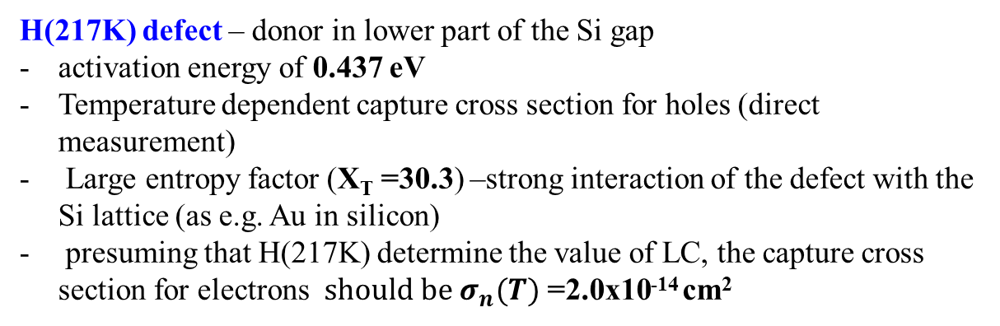 H(217K) defect – donor in lower part of the Si gap
- activation energy of 0.437 eV
- Temperature dependent capture cross section for holes (direct
measurement)
- Large entropy factor (X_T =30.3) –strong interaction of the defect with the
Si lattice (as e.g. Au in silicon)
- presuming that H(217K) determine the value of LC, the capture cross
section for electrons should be σₙ(T) =2.0x10⁻¹⁴ cm²